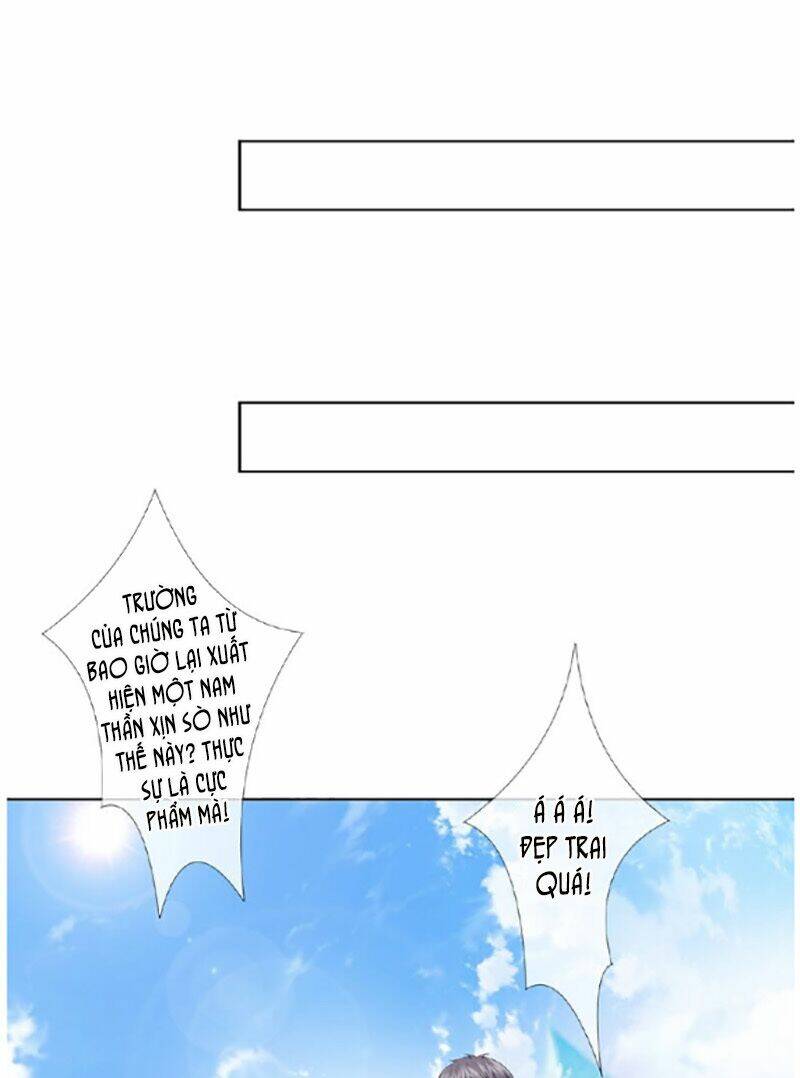 TRƯỜNG
CỦA CHÚNG TA TỪ
BAO GIỜ LẠI XUẤT
HIỆN MỘT NAM
THẦN XỊN SÒ NHƯ
THẾ NÀY? THỰC
SỰ LÀ CỰC
PHẨM MÀ!
Á Á Á!
ĐẸP TRAI
QUÁ!